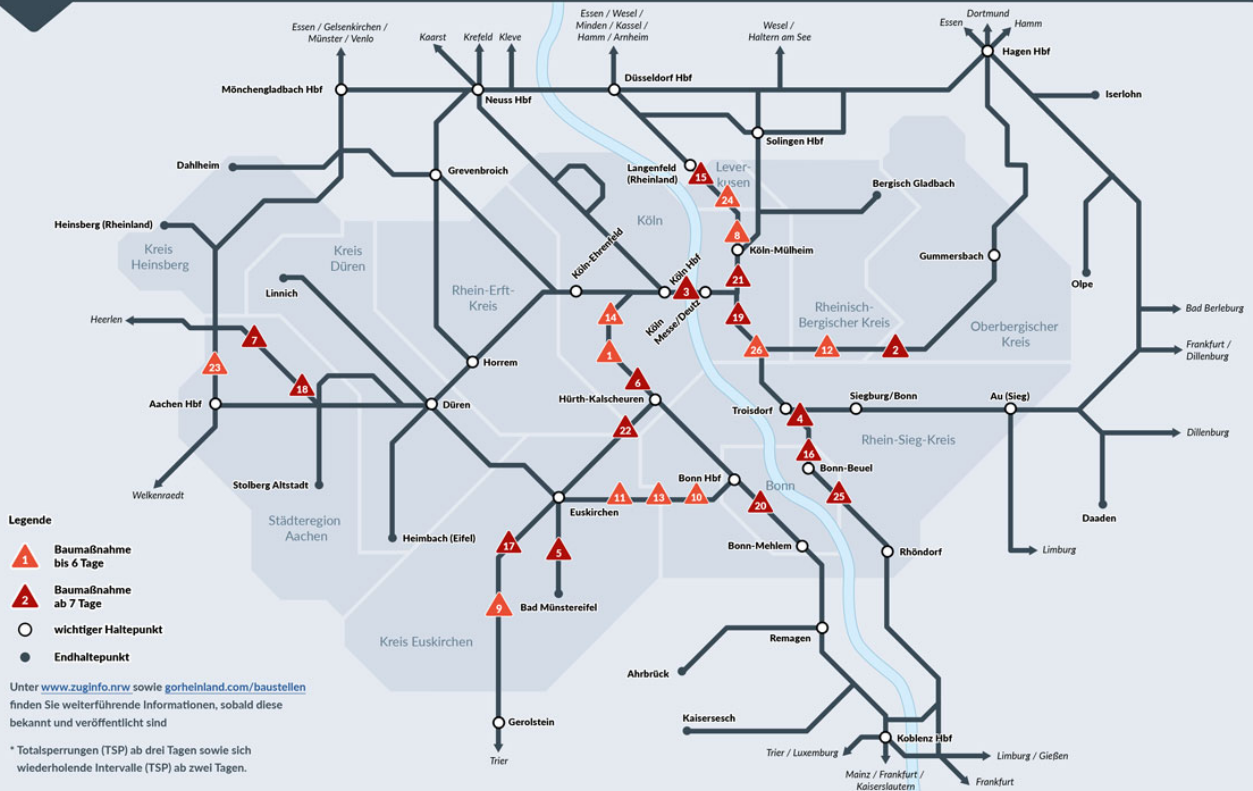 Essen / Gelsenkirchen /
Münster / Venlo
Kaarst
Krefeld
Kleve
Essen / Wesel /
Minden / Kassel /
Hamm / Arnheim
Wesel /
Haltern am See
Dortmund
Essen
Hamm
Hagen Hbf
Mönchengladbach Hbf
Neuss Hbf
Düsseldorf Hbf
Iserlohn
Solingen Hbf
Dahlheim
Grevenbroich
Langenfeld
(Rheinland)
15
Lever-
kusen
24
Bergisch Gladbach
Heinsberg (Rheinland)
Köln
8
Kreis
Heinsberg
Kreis
Düren
Köln-Ehrenfeld
Köln Hbf
Köln-Mülheim
Gummersbach
Linnich
Rhein-Erft-
Kreis
3
21
Olpe
Heerlen
14
Köln
Messe/Deutz
19
Rheinisch-
Bergischer Kreis
Oberbergischer
Kreis
Bad Berleburg
7
1
26
12
2
Frankfurt /
Dillenburg
23
Horrem
18
6
Aachen Hbf
Düren
Hürth-Kalscheuren
Troisdorf
4
Siegburg/Bonn
Au (Sieg)
22
Rhein-Sieg-Kreis
Dillenburg
16
Bonn-Beuel
Welkenraedt
Stolberg Altstadt
Bonn Hbf
Bonn
25
11
13
10
20
Euskirchen
Daaden
Legende
Städteregion
Aachen
Heimbach (Eifel)
17
5
Bonn-Mehlem
Rhöndorf
Limburg
1
Baumaßnahme
bis 6 Tage
2
Baumaßnahme
ab 7 Tage
9
Bad Münstereifel
wichtiger Haltepunkt
Kreis Euskirchen
Remagen
Endhaltepunkt
Ahrbrück
Unter www.zuginfo.nrw sowie gorheinland.com/baustellen
finden Sie weiterführende Informationen, sobald diese
bekannt und veröffentlicht sind
Gerolstein
Kaisersesch
Koblenz Hbf
* Totalsperrungen (TSP) ab drei Tagen sowie sich
wiederholende Intervalle (TSP) ab zwei Tagen.
Trier
Trier / Luxemburg
Limburg / Gießen
Mainz / Frankfurt /
Kaiserslautern
Frankfurt